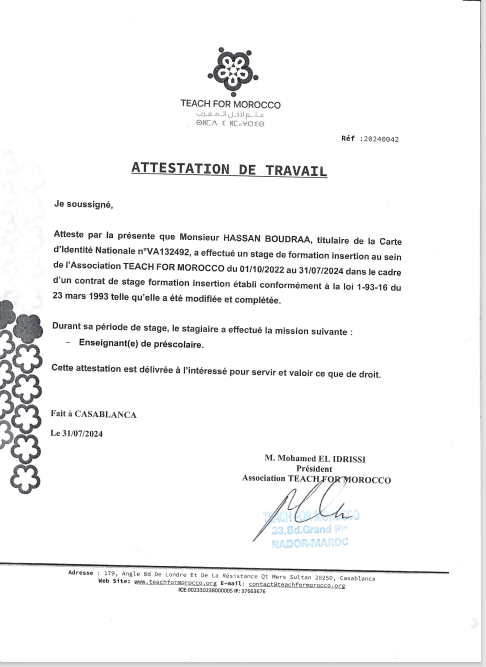 TEACH FOR MOROCCO
علّم لأجل المغرب
Réf :20240042
ATTESTATION DE TRAVAIL
Je soussigné,
Atteste par la présente que Monsieur HASSAN BOUDRAA, titulaire de la Carte
d'Identité Nationale n°VA132492, a effectué un stage de formation insertion au sein
de l'Association TEACH FOR MOROCCO du 01/10/2022 au 31/07/2024 dans le cadre
d'un contrat de stage formation insertion établi conformément à la loi 1-93-16 du
23 mars 1993 telle qu'elle a été modifiée et complétée.
Durant sa période de stage, le stagiaire a effectué la mission suivante :
– Enseignant(e) de préscolaire.
Cette attestation est délivrée à l'intéressé pour servir et valoir ce que de droit.
Fait à CASABLANCA
Le 31/07/2024
M. Mohamed EL IDRISSI
Président
Association TEACH FOR MOROCCO
TEACH FOR MOROCCO
33,Bd.Grand
NADOR-MAROC
Adresse : 179, Angle Bd De Londre Et De La Résistance Qt Mers Sultan 20250, Casablanca
Web Site: www.teachformorocco.org E-mail: contact@teachformorocco.org
ICE:002330238000005 IF: 37663676